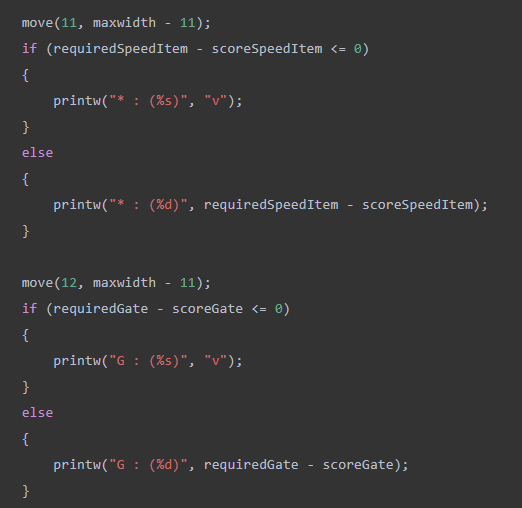 move(11, maxwidth - 11);
if (requiredSpeedItem - scoreSpeedItem <= 0)
{
    printw("* : (%s)", "v");
}
else
{
    printw("* : (%d)", requiredSpeedItem - scoreSpeedItem);
}

move(12, maxwidth - 11);
if (requiredGate - scoreGate <= 0)
{
    printw("G : (%s)", "v");
}
else
{
    printw("G : (%d)", requiredGate - scoreGate);
}